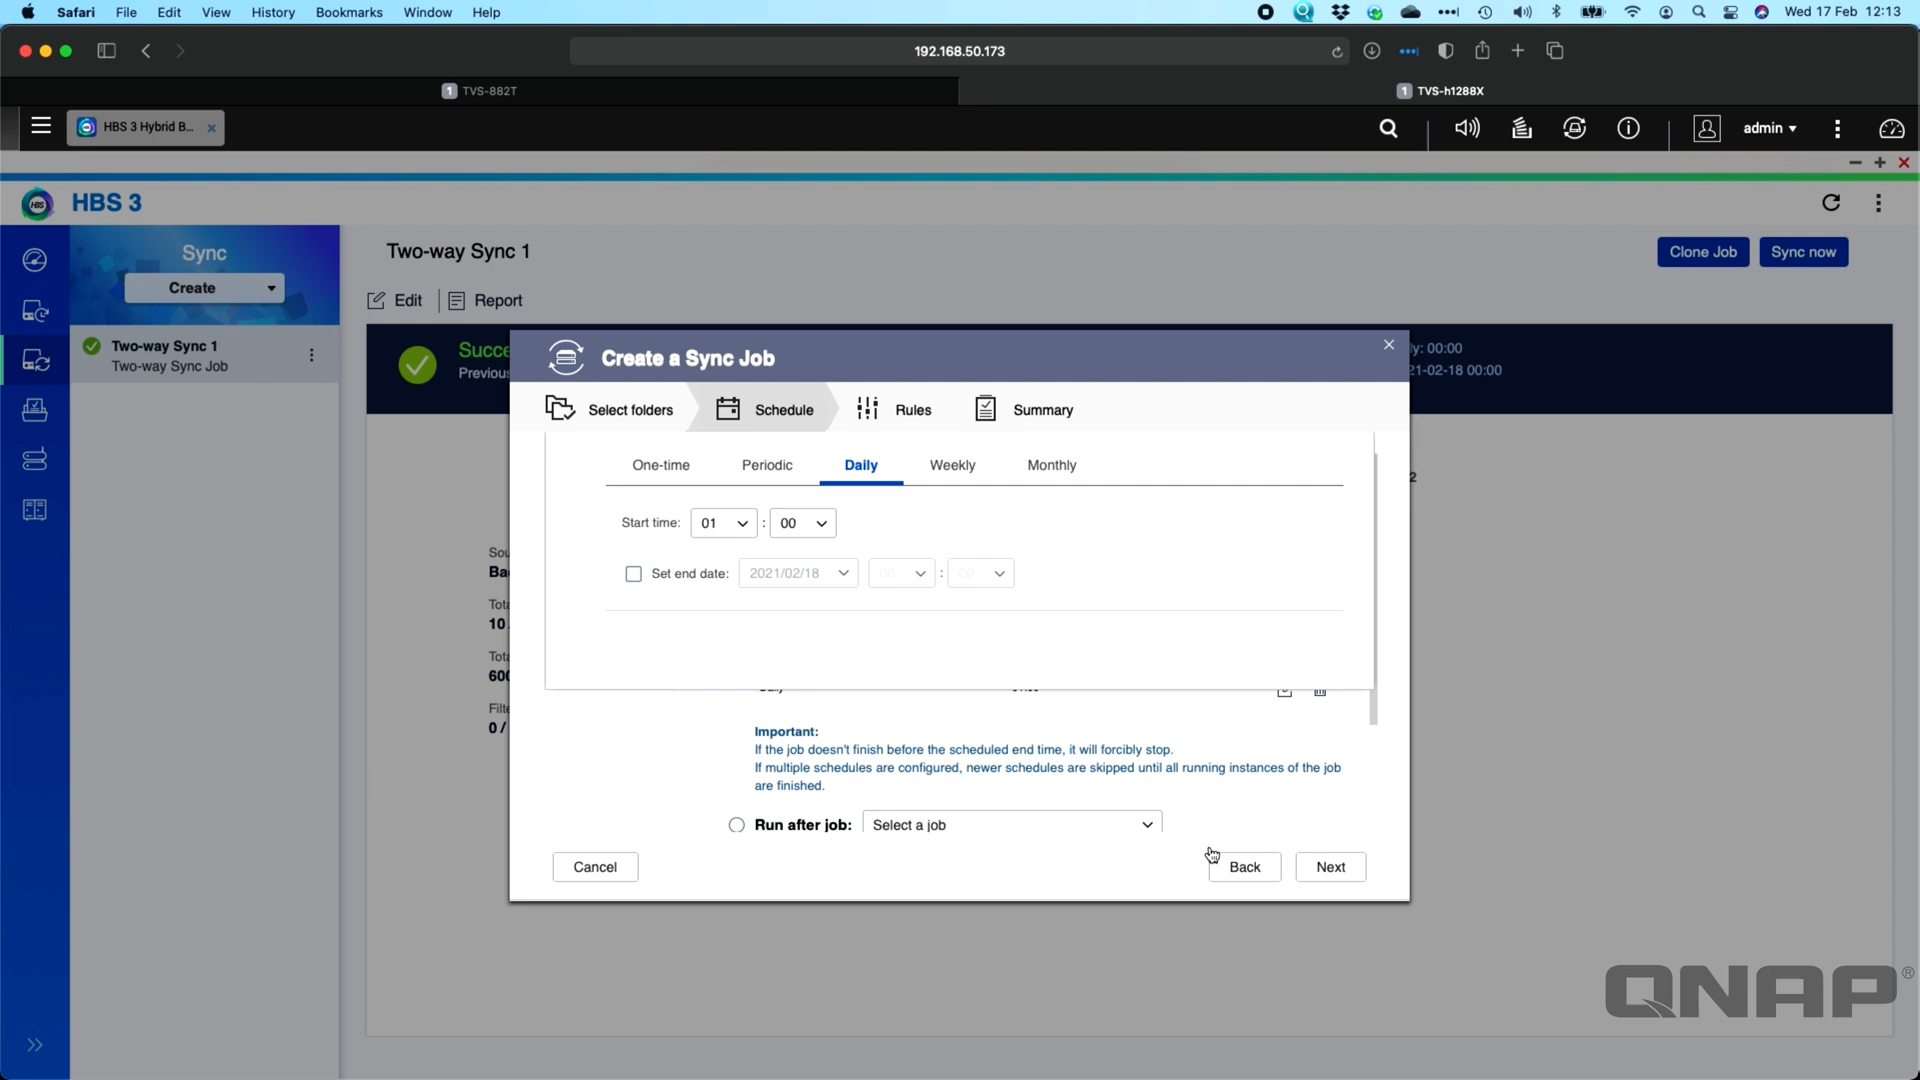 Safari File Edit View History Bookmarks Window Help Wed 17 Feb 12:13
192.168.50.173
1 TVS-882T 1 TVS-h1288X
HBS 3 Hybrid B... admin
HBS 3
Sync
Create
Two-way Sync 1
Two-way Sync Job
Two-way Sync 1
Clone Job Sync now
Edit Report
Succe
Previous
ly: 00:00
21-02-18 00:00
2
Sou
Ba
Tota
10
Tota
600
Filte
0 /
Create a Sync Job
Select folders Schedule Rules Summary
One-time Periodic Daily Weekly Monthly
Start time: 01 : 00
Set end date: 2021/02/18 00 : 00
Important:
If the job doesn't finish before the scheduled end time, it will forcibly stop.
If multiple schedules are configured, newer schedules are skipped until all running instances of the job
are finished.
Run after job: Select a job
Cancel Back Next
QNAP®